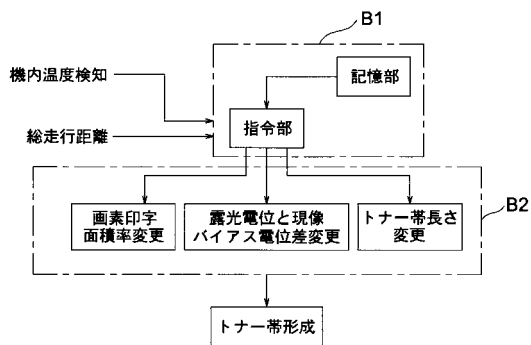 B1
機内温度検知
記憶部
総走行距離
指令部
B2
画素印字
面積率変更
露光電位と現像
バイアス電位差変更
トナー帯長さ
変更
トナー帯形成